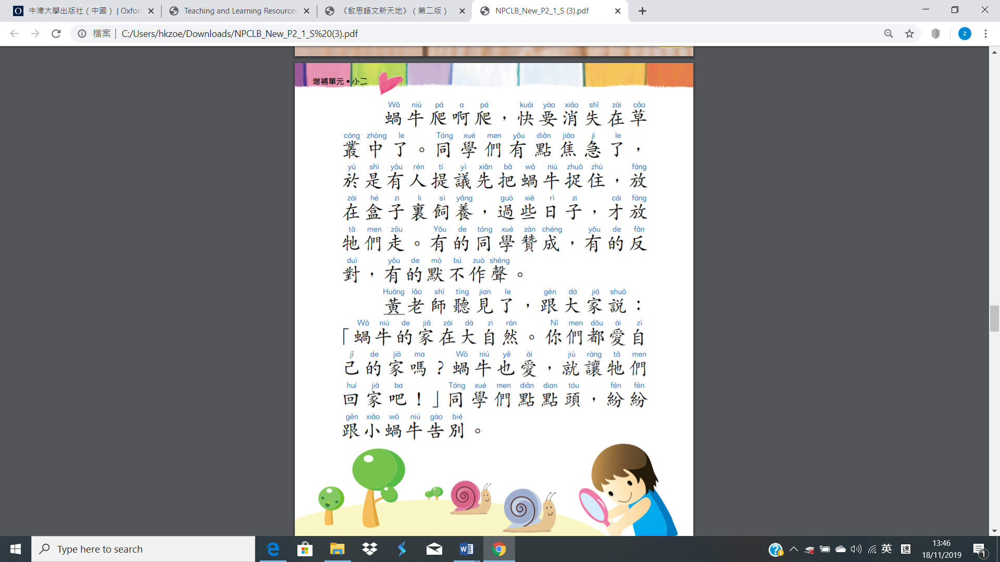 牛津大學出版社（中國）| Oxfor
Teaching and Learning Resources
《啟思語文新天地》（第二版）
NPCLB_New_P2_1_S (3).pdf
檔案 | C:/Users/hkzoe/Downloads/NPCLB_New_P2_1_S%20(3).pdf
z
增補單元•小二
Wō niú pá a pá kuài yào xiāo shī zài cǎo
蝸牛爬啊爬，快要消失在草
cóng zhòng le Tóng xué men yǒu diǎn jiāo jí le
叢中了。同學們有點焦急了，
yú shì yǒu rén tí yì xiān bǎ wō niú zhuō zhù fàng
於是有人提議先把蝸牛捉住，放
zài hé zi li sì yǎng guò xiē rì zi cái fàng
在盒子裏飼養，過些日子，才放
tā men zǒu Yǒu de tóng xué zàn chéng yǒu de fǎn
牠們走。有的同學贊成，有的反
duì yǒu de mò bú zuò shēng
對，有的默不作聲。
Huáng lǎo shī tīng jian le gēn dà jiā shuō
黃老師聽見了，跟大家說：
Wō niú de jiā zài dà zì rán Nǐ men dōu ài zì
「蝸牛的家在大自然。你們都愛自
jǐ de jiā ma Wō niú yě ài jiù ràng tā men
己的家嗎？蝸牛也愛，就讓牠們
huí jiā ba Tóng xué men diǎn dian tóu fēn fēn
回家吧！」同學們點點頭，紛紛
gēn xiǎo wō niú gào bié
跟小蝸牛告別。
Type here to search
英
速
13:46
18/11/2019
1